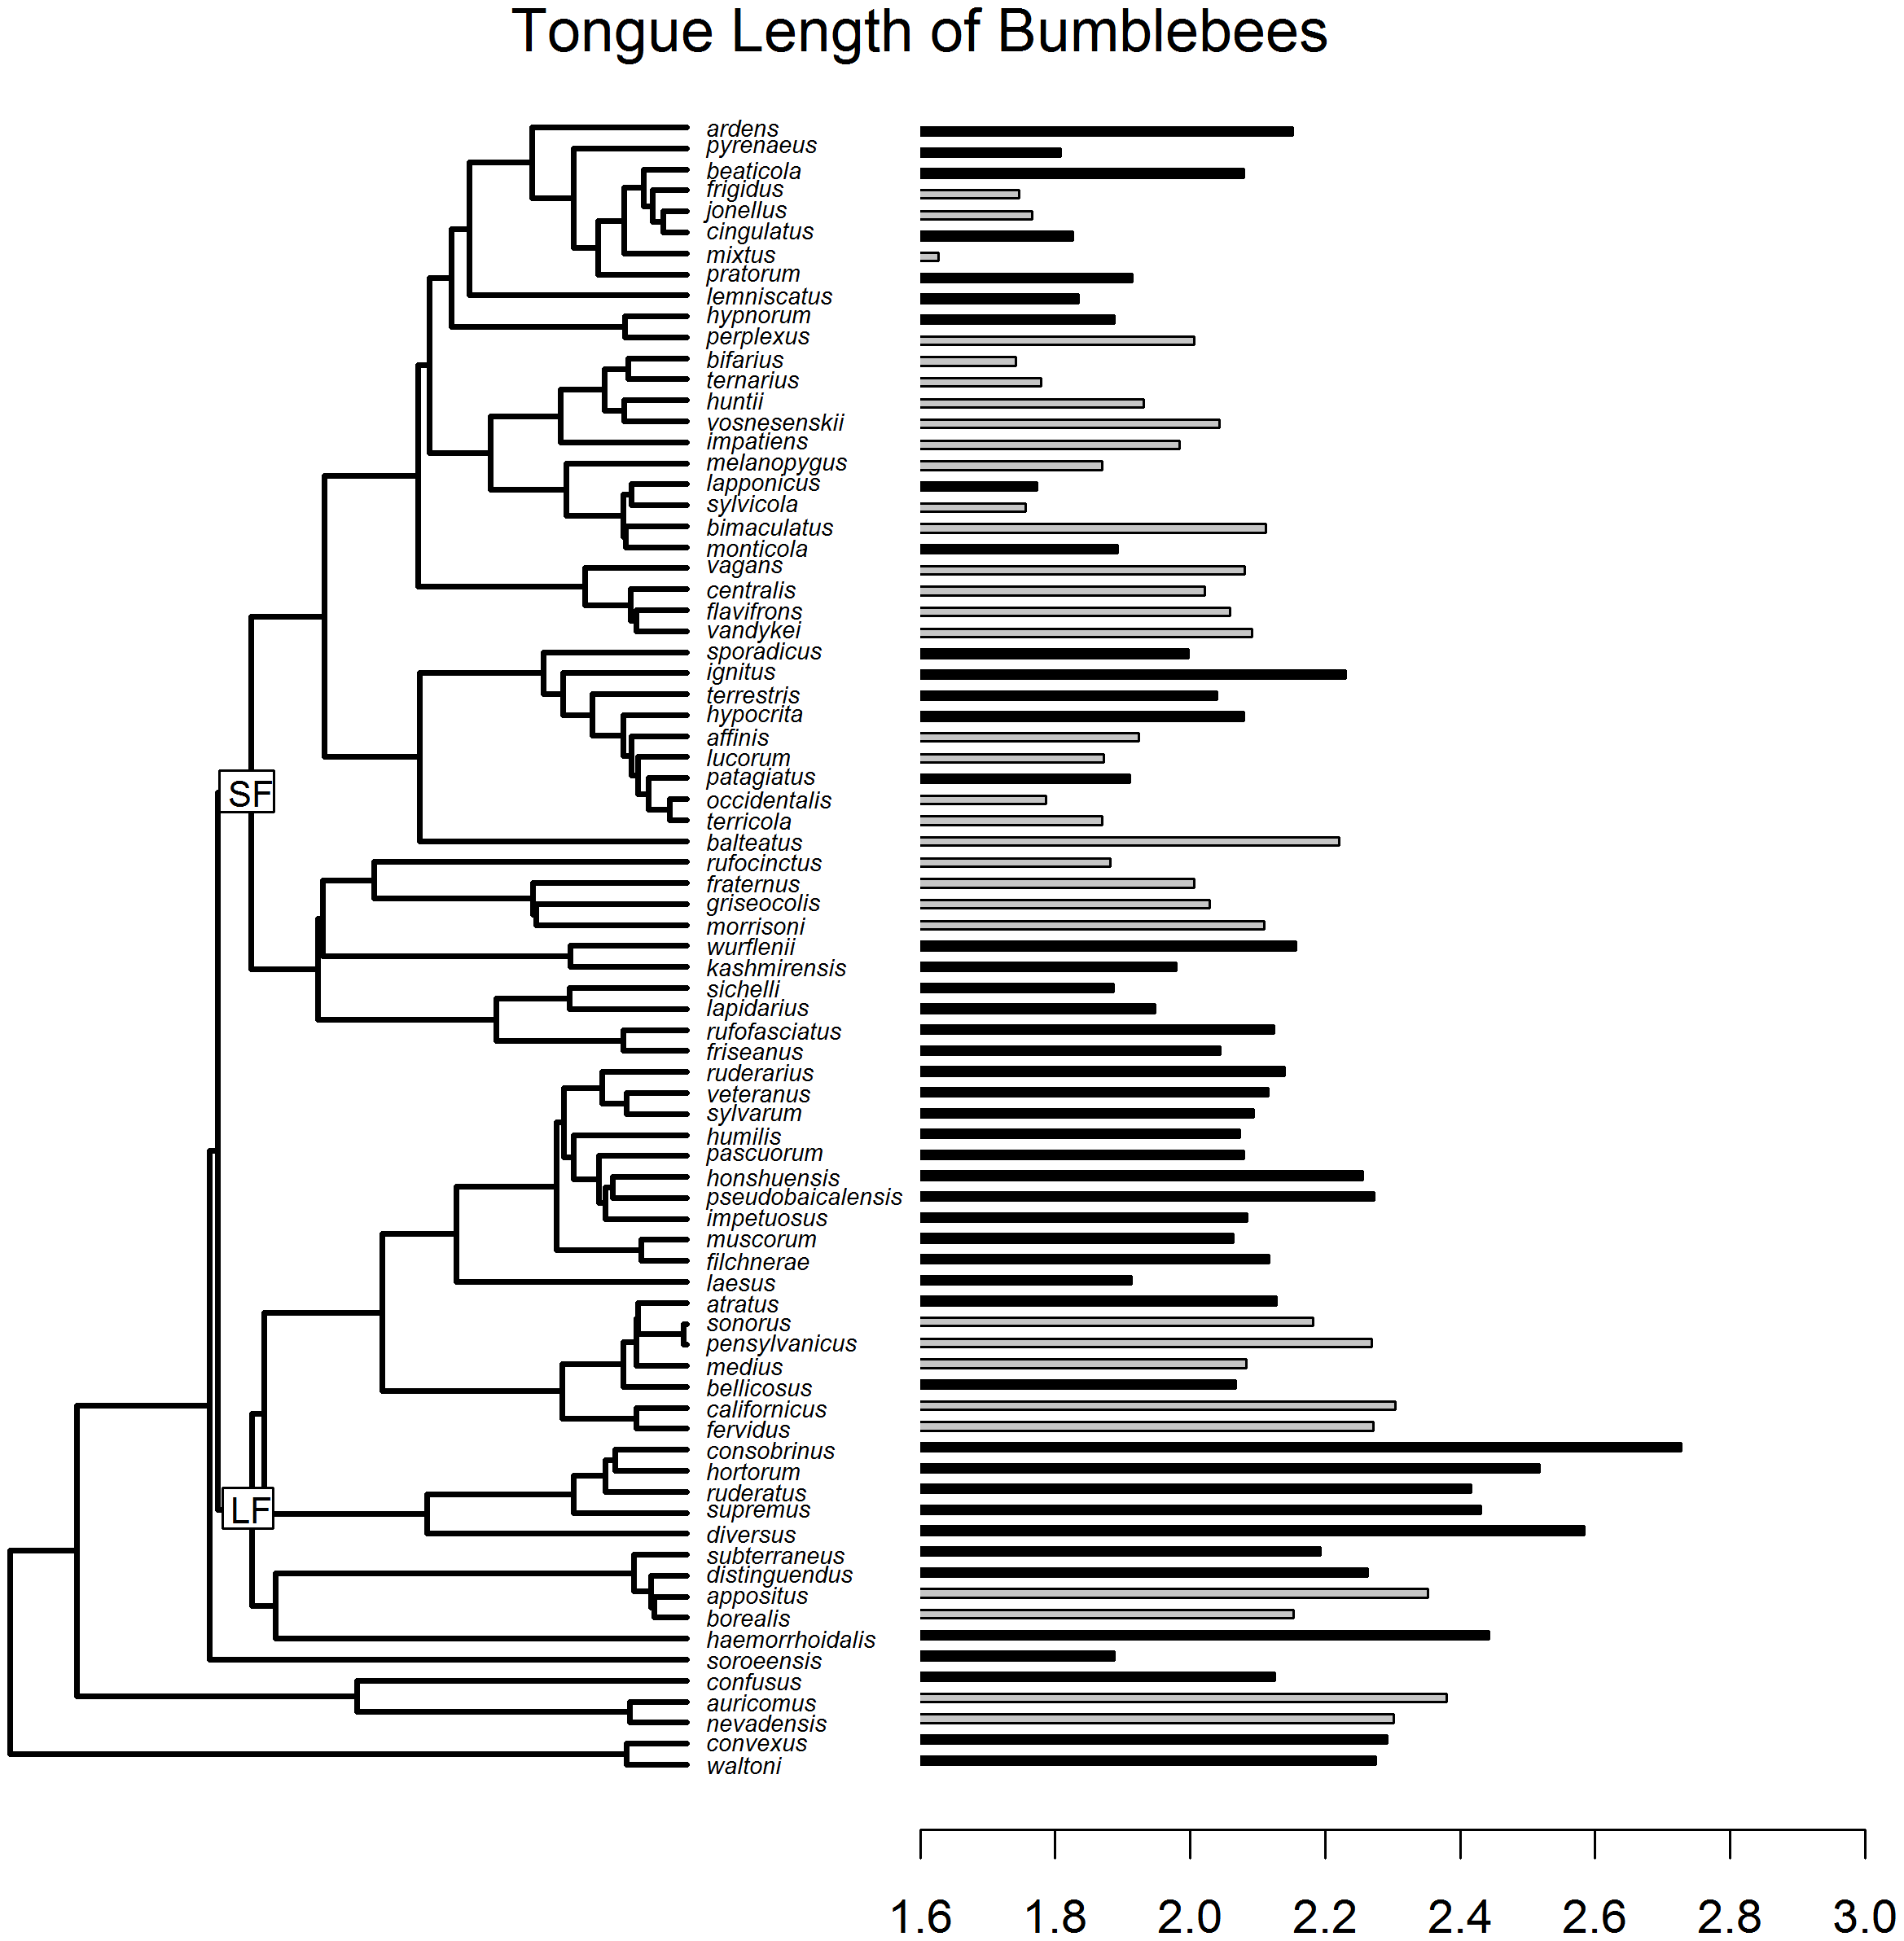 Tongue Length of Bumblebees
ardens
pyrenaeus
beaticola
frigidus
jonellus
cingulatus
mixtus
pratorum
lemniscatus
hypnorum
perplexus
bifarius
ternarius
huntii
vosnesenskii
impatiens
melanopygus
lapponicus
sylvicola
bimaculatus
monticola
vagans
centralis
flavifrons
vandykei
sporadicus
ignitus
terrestris
hypocrita
affinis
lucorum
patagiatus
SF
occidentalis
terricola
balteatus
rufocinctus
fraternus
griseocolis
morrisoni
wurflenii
kashmirensis
sichelli
lapidarius
rufofasciatus
friseanus
ruderarius
veteranus
sylvarum
humilis
pascuorum
honshuensis
pseudobaicalensis
impetuosus
muscorum
filchnerae
laesus
atratus
sonorus
pensylvanicus
medius
bellicosus
californicus
fervidus
consobrinus
hortorum
ruderatus
LF
supremus
diversus
subterraneus
distinguendus
appositus
borealis
haemorrhoidalis
soroeensis
confusus
auricomus
nevadensis
convexus
waltoni
1.6 1.8 2.0 2.2 2.4 2.6 2.8 3.0